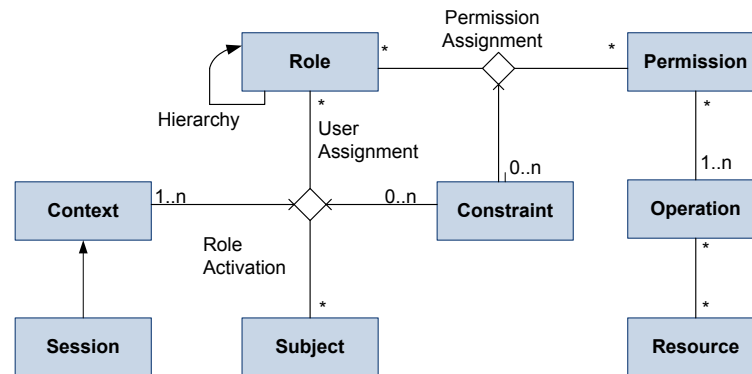 Permission
Assignment
*
*
Role
Permission
Hierarchy
*
User
Assignment
*
0..n
1..n
1..n
0..n
Context
Constraint
Operation
Role
Activation
*
*
*
Session
Subject
Resource